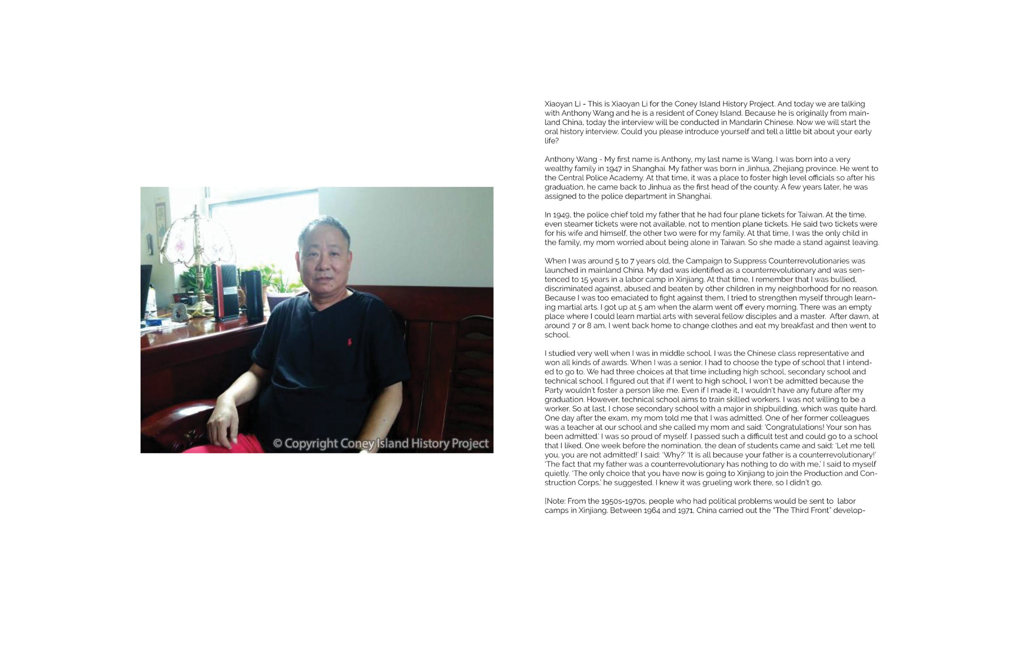 © Copyright Coney Island History Project
Xiaoyan Li - This is Xiaoyan Li for the Coney Island History Project. And today we are talking
with Anthony Wang and he is a resident of Coney Island. Because he is originally from main-
land China, today the interview will be conducted in Mandarin Chinese. Now we will start the
oral history interview. Could you please introduce yourself and tell a little bit about your early
life?
Anthony Wang - My first name is Anthony, my last name is Wang. I was born into a very
wealthy family in 1947 in Shanghai. My father was born in Jinhua, Zhejiang province. He went to
the Central Police Academy. At that time, it was a place to foster high level officials so after his
graduation, he came back to Jinhua as the first head of the county. A few years later, he was
assigned to the police department in Shanghai.
In 1949, the police chief told my father that he had four plane tickets for Taiwan. At the time,
even steamer tickets were not available, not to mention plane tickets. He said two tickets were
for his wife and himself, the other two were for my family. At that time, I was the only child in
the family, my mom worried about being alone in Taiwan. So she made a stand against leaving.
When I was around 5 to 7 years old, the Campaign to Suppress Counterrevolutionaries was
launched in mainland China. My dad was identified as a counterrevolutionary and was sen-
tenced to 15 years in a labor camp in Xinjiang. At that time, I remember that I was bullied,
discriminated against, abused and beaten by other children in my neighborhood for no reason.
Because I was too emaciated to fight against them, I tried to strengthen myself through learn-
ing martial arts. I got up at 5 am when the alarm went off every morning. There was an empty
place where I could learn martial arts with several fellow disciples and a master. After dawn, at
around 7 or 8 am, I went back home to change clothes and eat my breakfast and then went to
school.
I studied very well when I was in middle school. I was the Chinese class representative and
won all kinds of awards. When I was a senior, I had to choose the type of school that I intend-
ed to go to. We had three choices at that time including high school, secondary school and
technical school. I figured out that if I went to high school, I won't be admitted because the
Party wouldn't foster a person like me. Even if I made it, I wouldn't have any future after my
graduation. However, technical school aims to train skilled workers. I was not willing to be a
worker. So at last, I chose secondary school with a major in shipbuilding, which was quite hard.
One day after the exam, my mom told me that I was admitted. One of her former colleagues
was a teacher at our school and she called my mom and said: 'Congratulations! Your son has
been admitted.' I was so proud of myself. I passed such a difficult test and could go to a school
that I liked. One week before the nomination, the dean of students came and said: 'Let me tell
you, you are not admitted!' I said: 'Why?' 'It is all because your father is a counterrevolutionary!'
'The fact that my father was a counterrevolutionary has nothing to do with me,' I said to myself
quietly. 'The only choice that you have now is going to Xinjiang to join the Production and Con-
struction Corps,' he suggested. I knew it was grueling work there, so I didn't go.
[Note: From the 1950s-1970s, people who had political problems would be sent to labor
camps in Xinjiang. Between 1964 and 1971, China carried out the "The Third Front" develop-